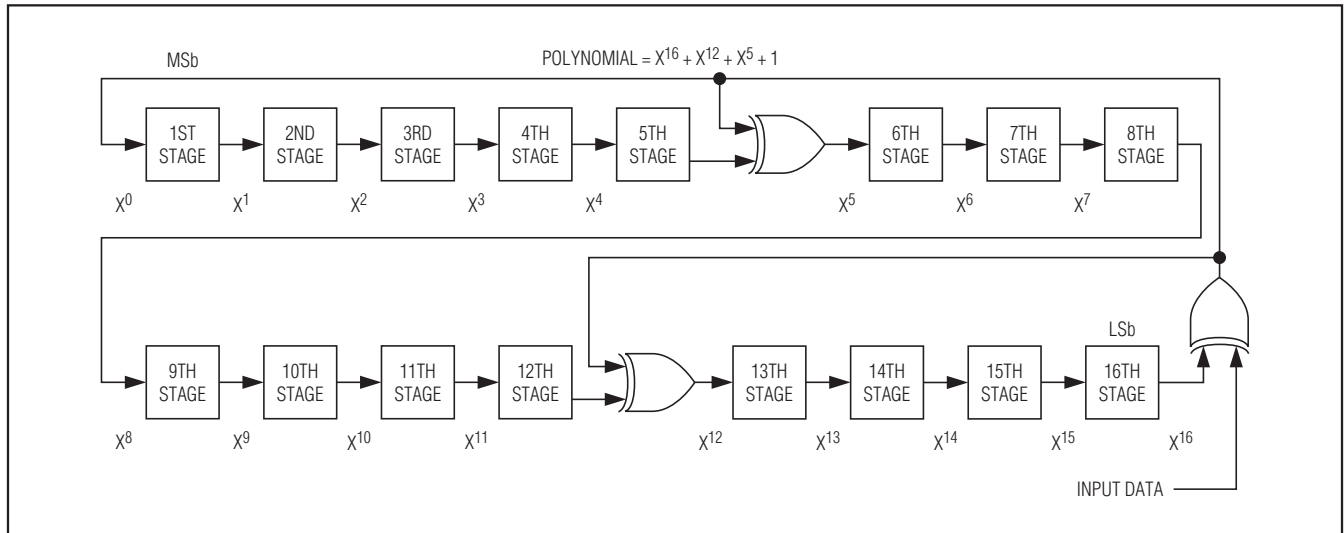 MSb
POLYNOMIAL = X16 + X12 + X5 + 1
1ST STAGE
2ND STAGE
3RD STAGE
4TH STAGE
5TH STAGE
6TH STAGE
7TH STAGE
8TH STAGE
X0
X1
X2
X3
X4
X5
X6
X7
9TH STAGE
10TH STAGE
11TH STAGE
12TH STAGE
13TH STAGE
14TH STAGE
15TH STAGE
LSb
16TH STAGE
X8
X9
X10
X11
X12
X13
X14
X15
X16
INPUT DATA